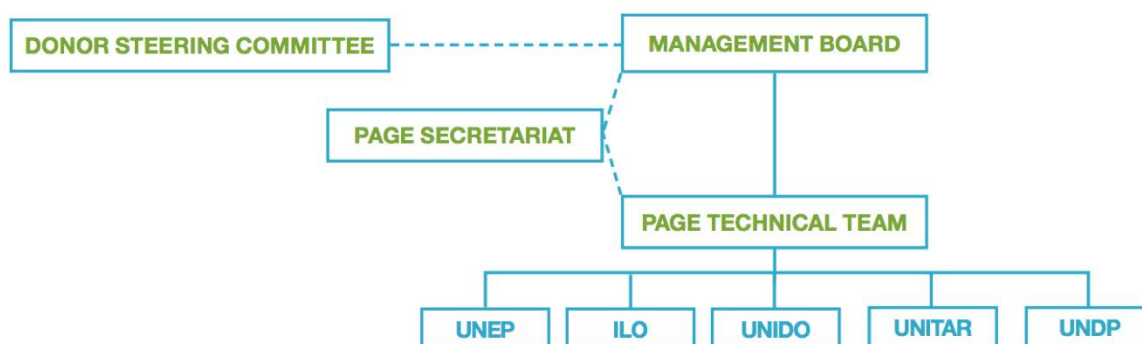 DONOR STEERING COMMITTEE
MANAGEMENT BOARD
PAGE SECRETARIAT
PAGE TECHNICAL TEAM
UNEP
ILO
UNIDO
UNITAR
UNDP